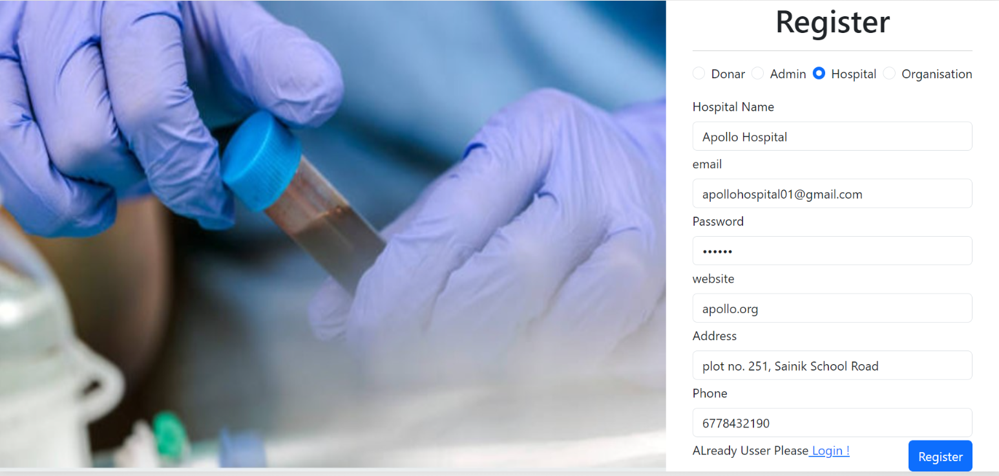 Register
Donar Admin Hospital Organisation
Hospital Name
Apollo Hospital
email
apollohospital01@gmail.com
Password
••••••
website
apollo.org
Address
plot no. 251, Sainik School Road
Phone
6778432190
ALready Usser Please Login !
Register